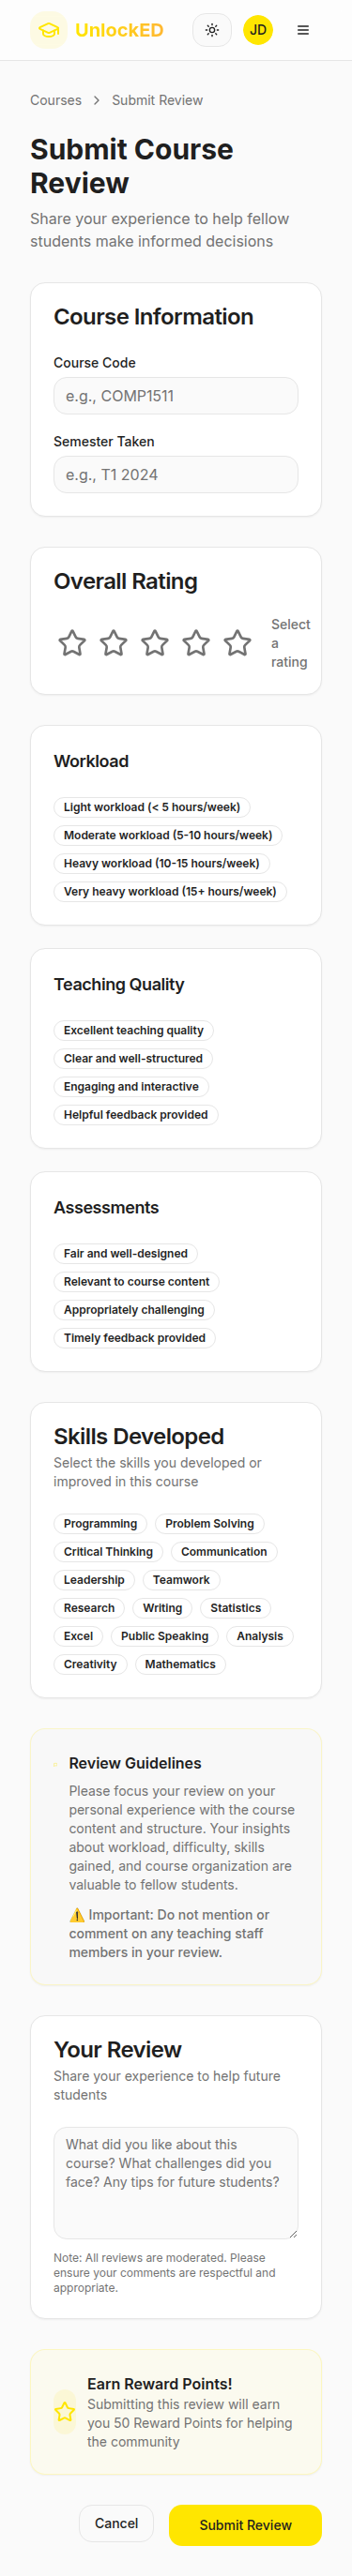 UnlockED
JD
Courses > Submit Review
Submit Course
Review
Share your experience to help fellow
students make informed decisions
Course Information
Course Code
e.g., COMP1511
Semester Taken
e.g., T1 2024
Overall Rating
Select
a
rating
Workload
Light workload (< 5 hours/week)
Moderate workload (5-10 hours/week)
Heavy workload (10-15 hours/week)
Very heavy workload (15+ hours/week)
Teaching Quality
Excellent teaching quality
Clear and well-structured
Engaging and interactive
Helpful feedback provided
Assessments
Fair and well-designed
Relevant to course content
Appropriately challenging
Timely feedback provided
Skills Developed
Select the skills you developed or
improved in this course
Programming Problem Solving
Critical Thinking Communication
Leadership Teamwork
Research Writing Statistics
Excel Public Speaking Analysis
Creativity Mathematics
Review Guidelines
Please focus your review on your
personal experience with the course
content and structure. Your insights
about workload, difficulty, skills
gained, and course organization are
valuable to fellow students.
⚠️ Important: Do not mention or
comment on any teaching staff
members in your review.
Your Review
Share your experience to help future
students
What did you like about this
course? What challenges did you
face? Any tips for future students?
Note: All reviews are moderated. Please
ensure your comments are respectful and
appropriate.
Earn Reward Points!
Submitting this review will earn
you 50 Reward Points for helping
the community
Cancel Submit Review